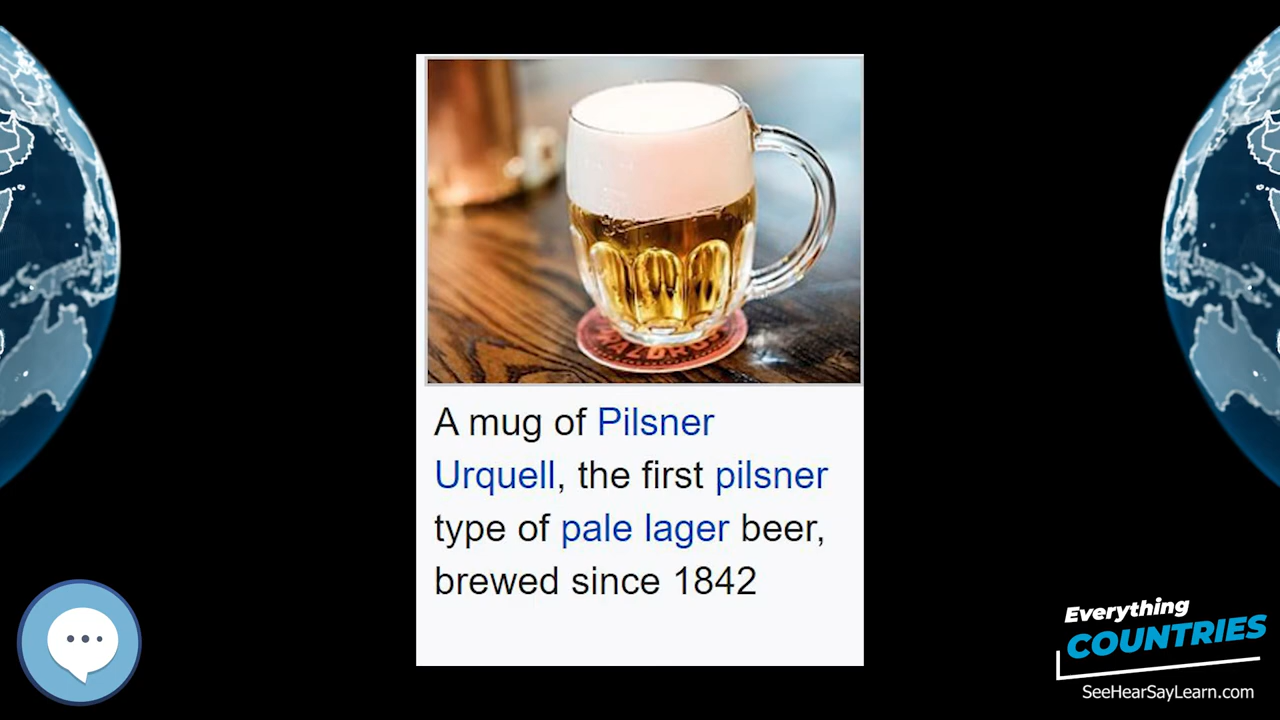 A mug of Pilsner
Urquell, the first pilsner
type of pale lager beer,
brewed since 1842
Everything
COUNTRIES
SeeHearSayLearn.com